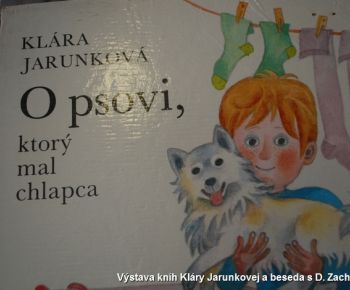 KLÁRA
JARUNKOVÁ
O psovi,
ktorý
mal
chlapca
Výstava kníh Kláry Jarunkovej a beseda s D. Zach